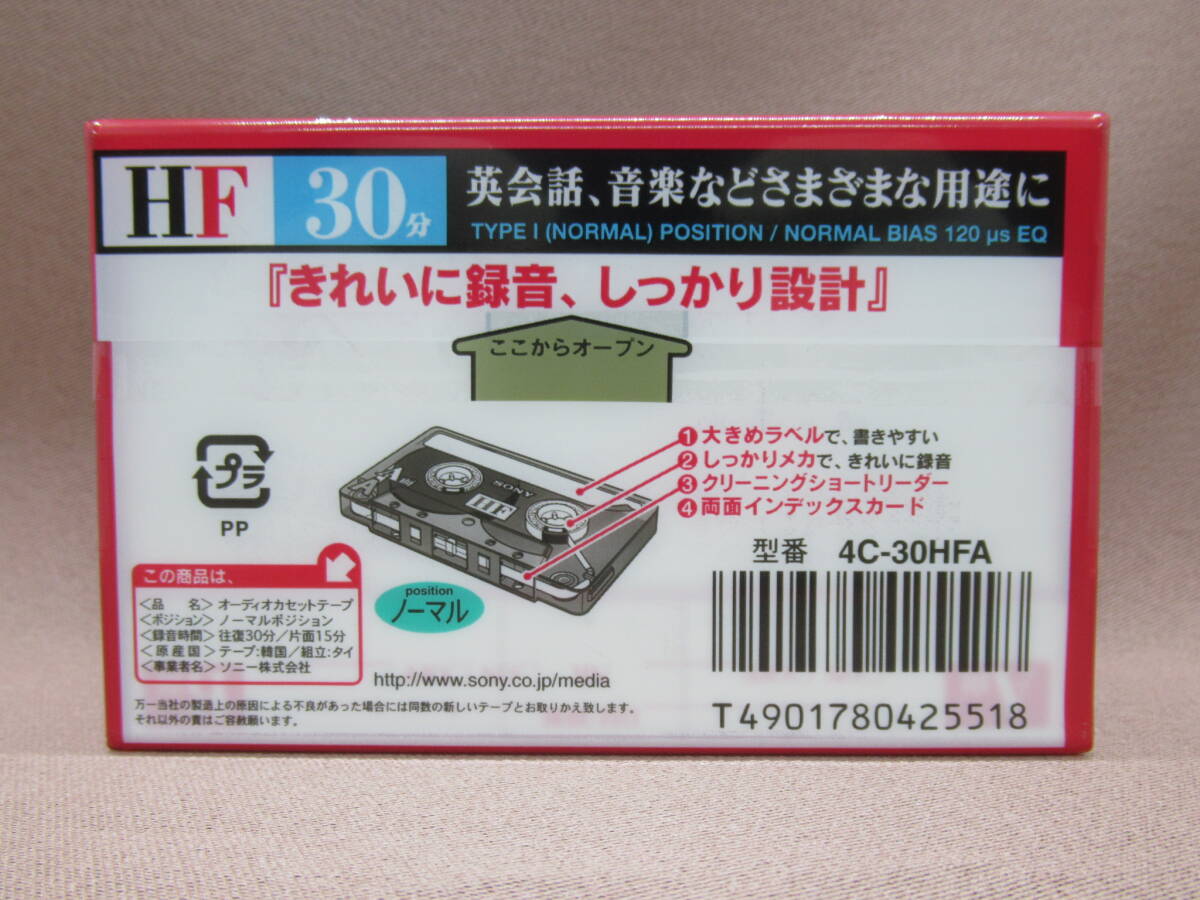 HF 30分 英会話、音楽などさまざまな用途に
TYPE I (NORMAL) POSITION / NORMAL BIAS 120 µs EQ
『きれいに録音、しっかり設計』
ここからオープン
プラ
PP
SONY
HF
A
❶大きめラベルで、書きやすい
❷しっかりメカで、きれいに録音
❸クリーニングショートリーダー
❹両面インデックスカード
型番 4C-30HFA
position
ノーマル
この商品は、
<品名>オーディオカセットテープ
<ポジション>ノーマルポジション
<録音時間>往復30分/片面15分
<原産国>テープ:韓国/組立:タイ
<事業者名>ソニー株式会社
http://www.sony.co.jp/media
万一当社の製造上の原因による不良があった場合には同数の新しいテープとお取りかえ致します。
それ以外の責はご容赦願います。
T4901780425518